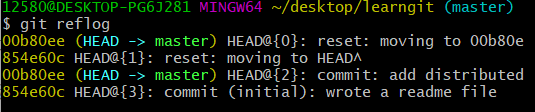 12580@DESKTOP-PG6J281 MINGW64 ~/desktop/learngit (master)
$ git reflog
00b80ee (HEAD -> master) HEAD@{0}: reset: moving to 00b80e
854e60c HEAD@{1}: reset: moving to HEAD^
00b80ee (HEAD -> master) HEAD@{2}: commit: add distributed
854e60c HEAD@{3}: commit (initial): wrote a readme file